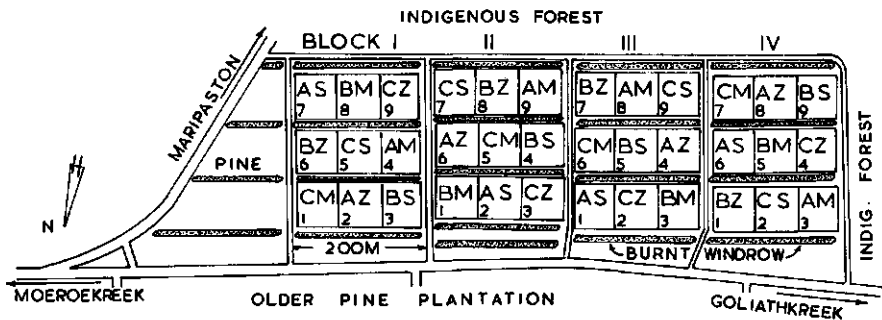 INDIGENOUS FOREST
BLOCK I II III IV
MARIPASTON
AS BM CZ CS BZ AM BZ AM CS CM AZ BS
7 8 9 7 8 9 7 8 9 7 8 9
BZ CS AM AZ CM BS CM BS AZ AS BM CZ
6 5 4 6 5 4 6 5 4 6 5 4
PINE
CM AZ BS BM AS CZ AS CZ BM BZ CS AM
1 2 3 1 2 3 1 2 3 1 2 3
INDIG. FOREST
N
200M
BURNT WINDROW
MOEROEKREEK
OLDER PINE PLANTATION
GOLIATHKREEK